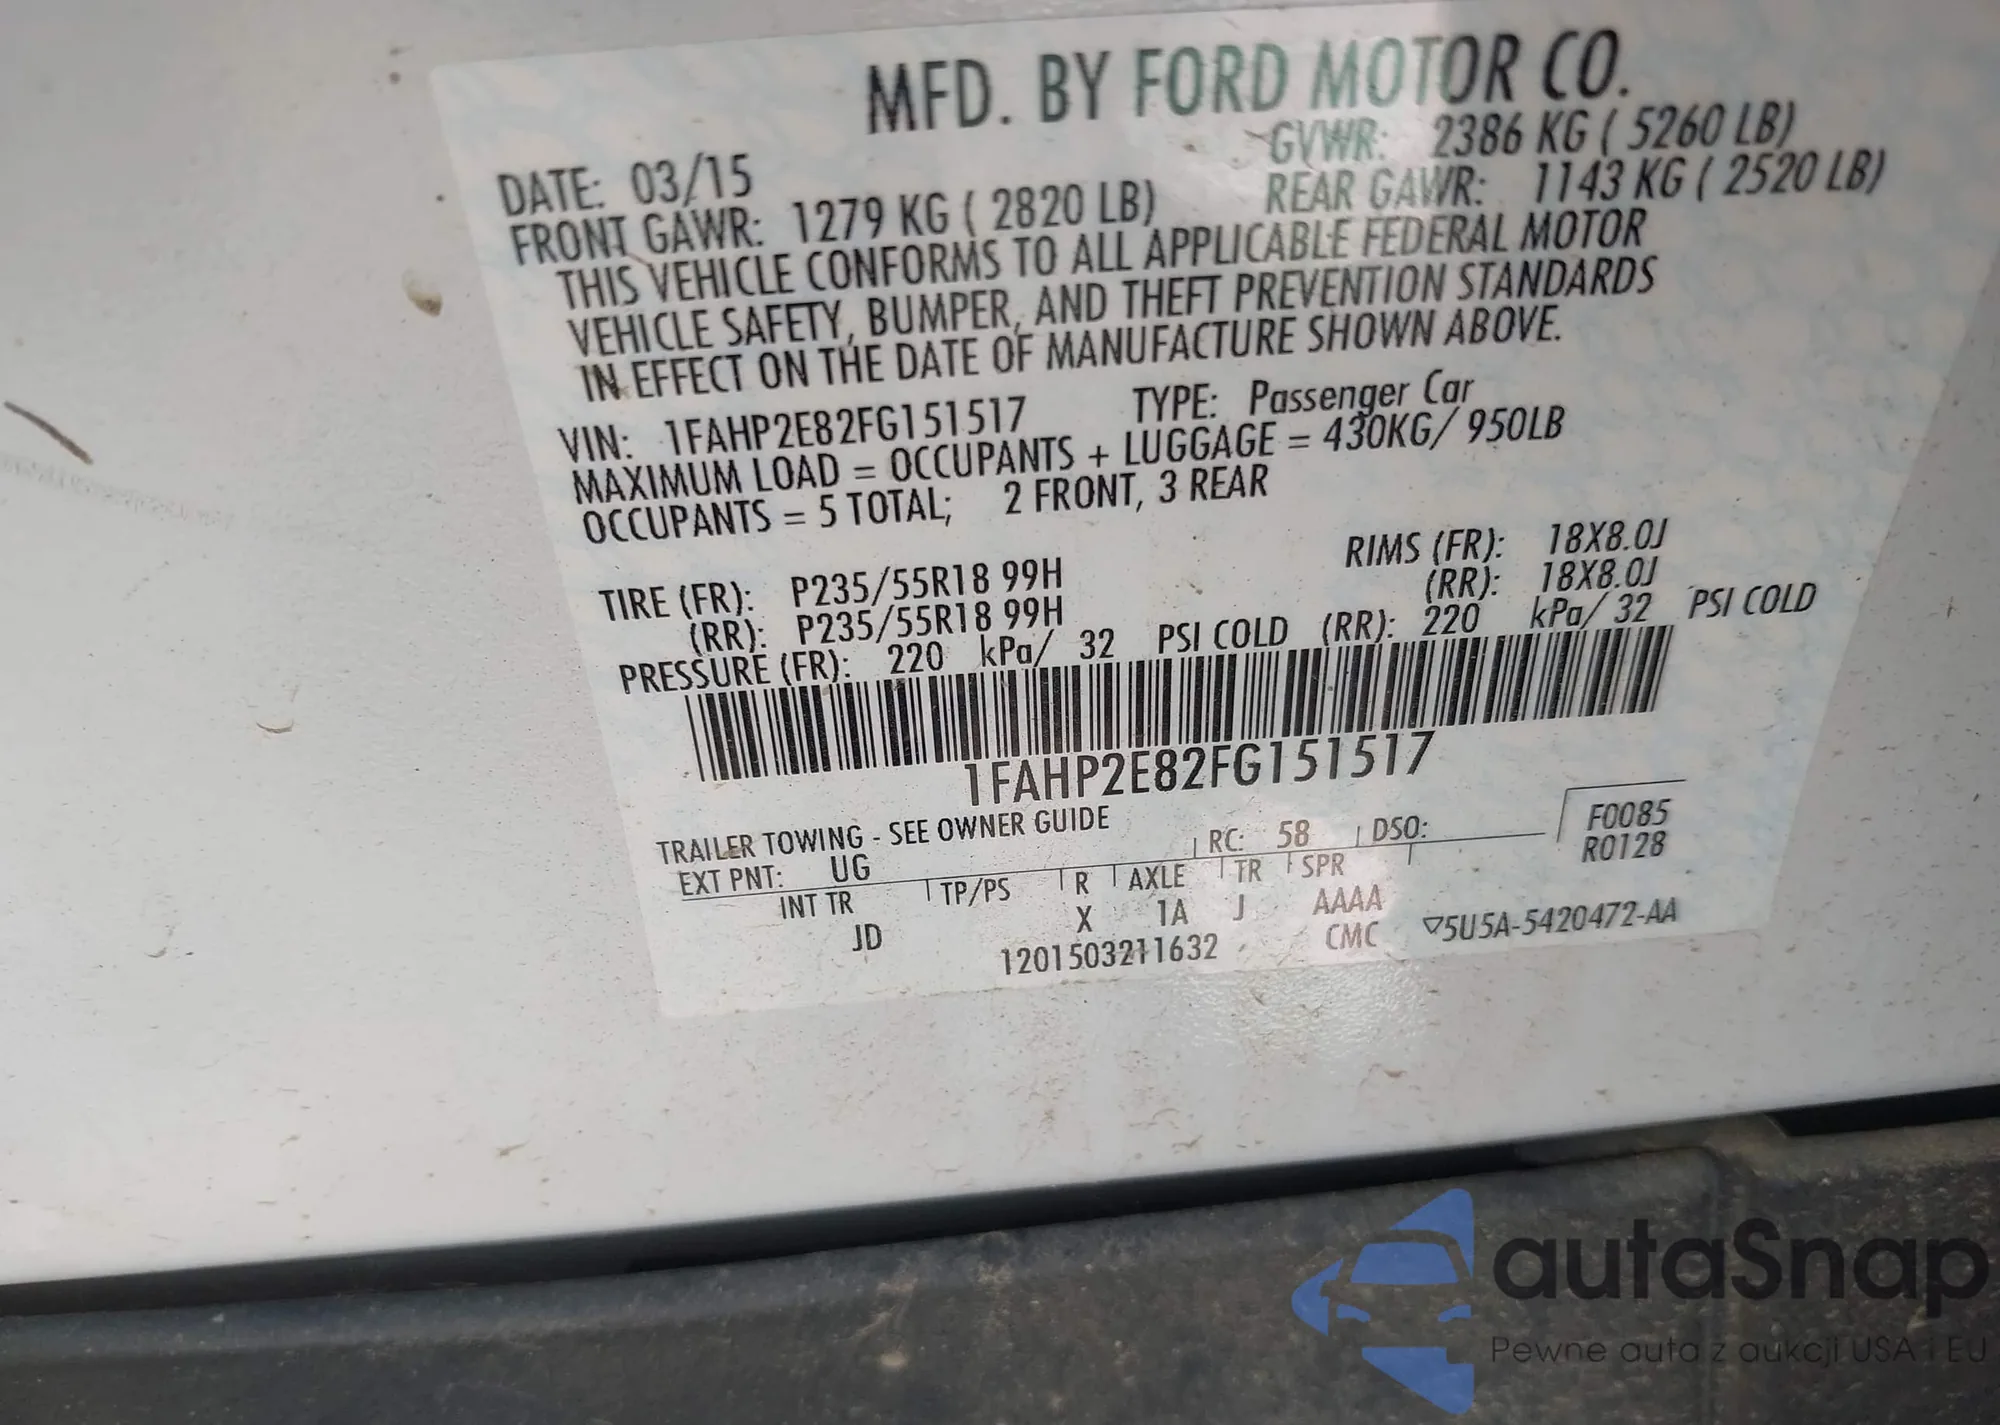 MFD. BY FORD MOTOR CO.
DATE: 03/15 GVWR: 2386 KG ( 5260 LB)
FRONT GAWR: 1279 KG ( 2820 LB) REAR GAWR: 1143 KG ( 2520 LB)
THIS VEHICLE CONFORMS TO ALL APPLICABLE FEDERAL MOTOR
VEHICLE SAFETY, BUMPER, AND THEFT PREVENTION STANDARDS
IN EFFECT ON THE DATE OF MANUFACTURE SHOWN ABOVE.
VIN: 1FAHP2E82FG151517 TYPE: Passenger Car
MAXIMUM LOAD = OCCUPANTS + LUGGAGE = 430KG/ 950LB
OCCUPANTS = 5 TOTAL; 2 FRONT, 3 REAR
TIRE (FR): P235/55R18 99H RIMS (FR): 18X8.0J
(RR): P235/55R18 99H (RR): 18X8.0J
PRESSURE (FR): 220 kPa/ 32 PSI COLD (RR): 220 kPa/ 32 PSI COLD
1FAHP2E82FG151517
TRAILER TOWING - SEE OWNER GUIDE
EXT PNT: UG RC: 58 DSO: F0085
R0128
INT TR TP/PS R AXLE TR SPR
JD X 1A J AAAA
1201503211632 CMC ▽5U5A-5420472-AA
autaSnap
Pewne auta z aukcji USA i EU